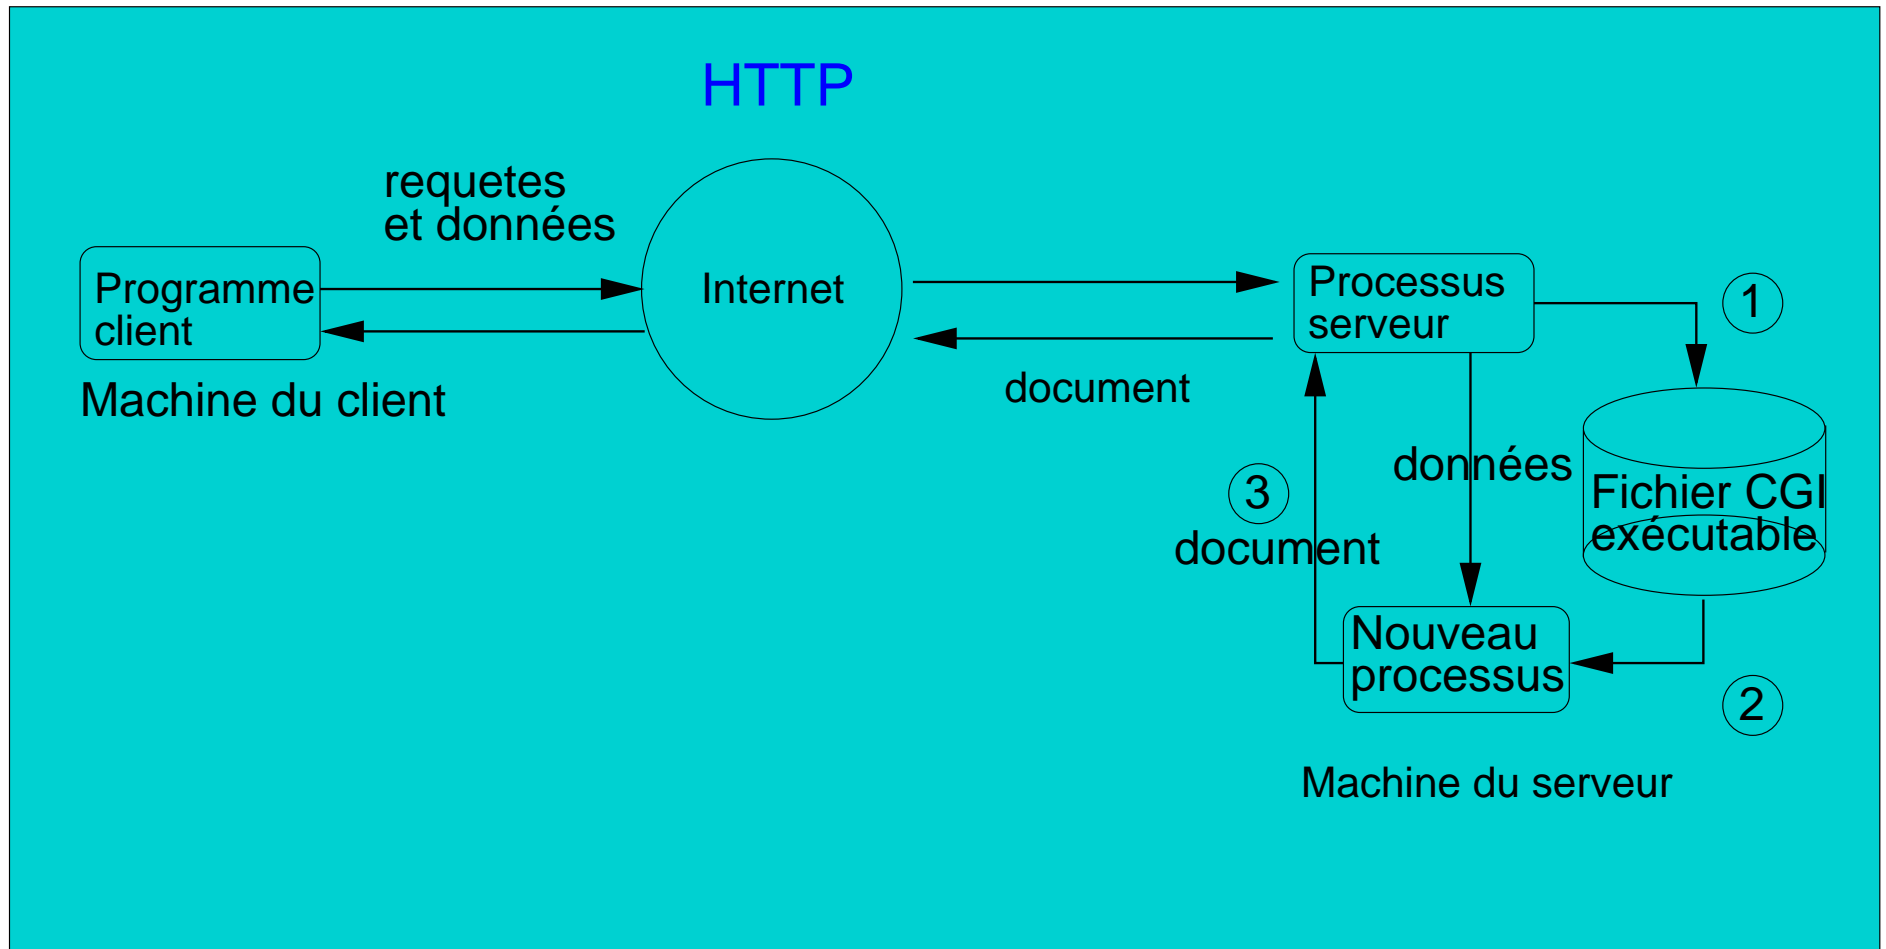 HTTP
requetes
et données
Programme
client
Machine du client
Internet
document
Processus
serveur
1
données
Fichier CGI
exécutable
3
document
Nouveau
processus
2
Machine du serveur